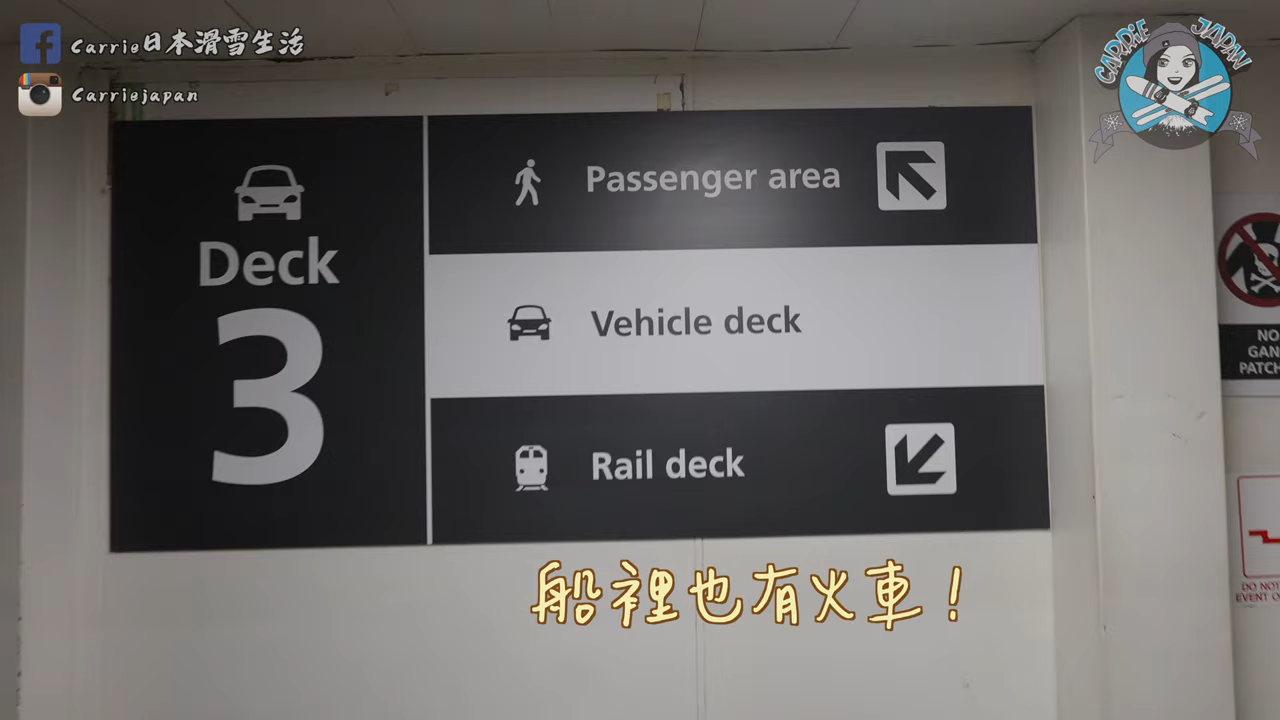 Carrie日本滑雪生活
Carriejapan
CARRIE JAPAN
Deck
3
Passenger area
Vehicle deck
Rail deck
NO
GAN
PATCH
DO NOT
EVENT O
船裡也有火車！